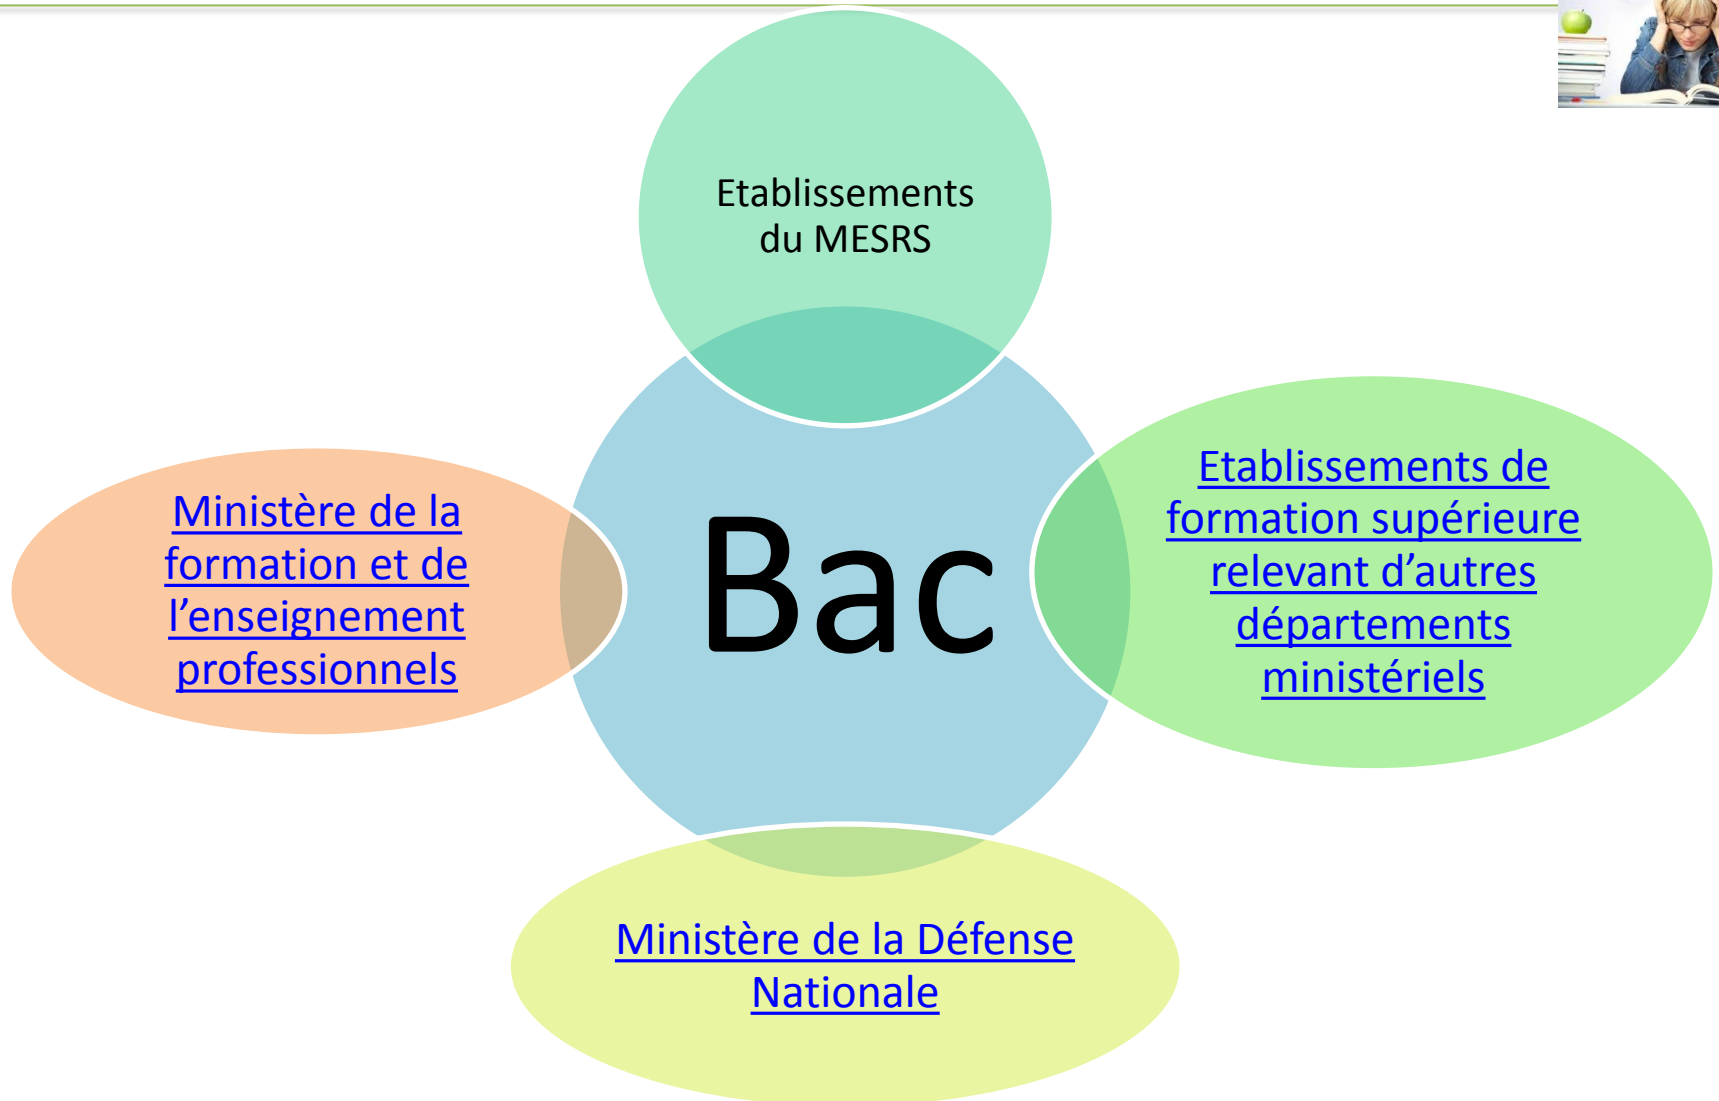 Etablissements
du MESRS
Ministère de la
formation et de
l’enseignement
professionnels
Bac
Etablissements de
formation supérieure
relevant d’autres
départements
ministériels
Ministère de la Défense
Nationale